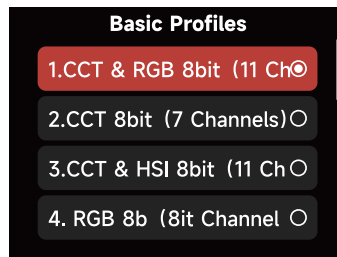 Basic Profiles
1.CCT & RGB 8bit (11 Ch
2.CCT 8bit (7 Channels)
3.CCT & HSI 8bit (11 Ch
4. RGB 8b (8it Channel